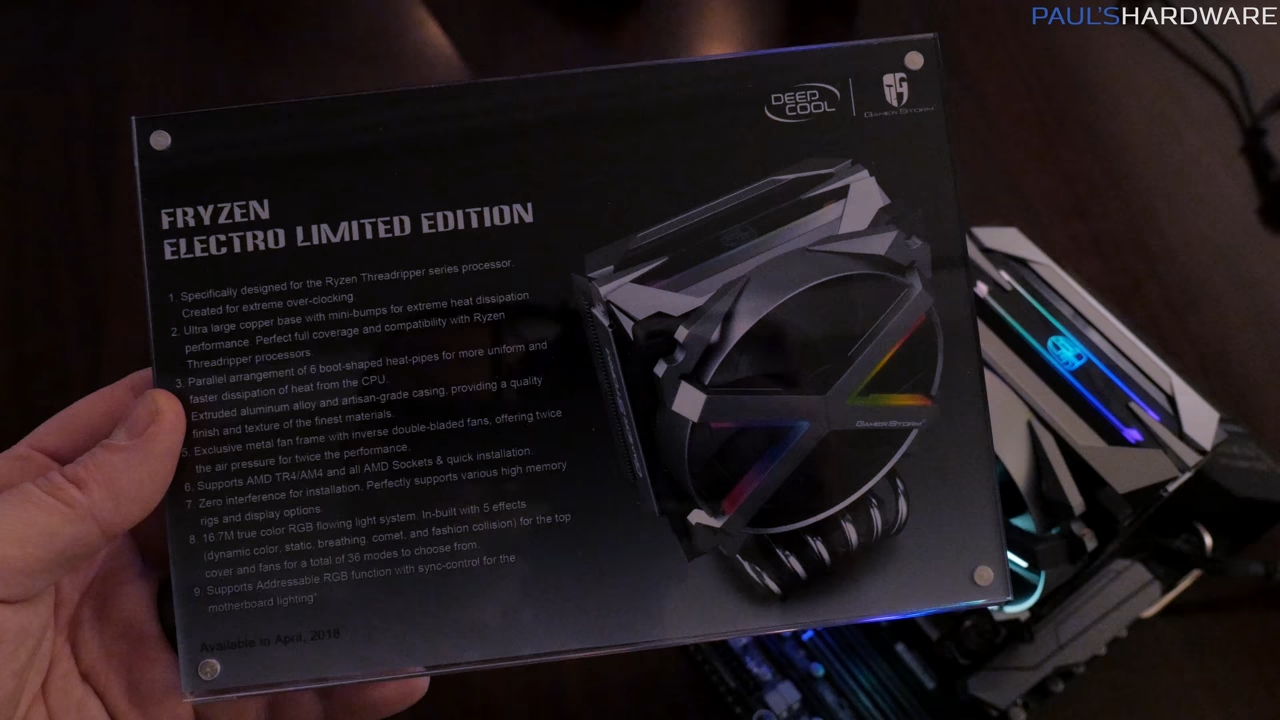 PAUL'SHARDWARE
DEEP
COOL
GAMER STORM
FRYZEN
ELECTRO LIMITED EDITION
1. Specifically designed for the Ryzen Threadripper series processor.
Created for extreme over-clocking.
2. Ultra large copper base with mini-bumps for extreme heat dissipation
performance. Perfect full coverage and compatibility with Ryzen
Threadripper processors.
3. Parallel arrangement of 6 boot-shaped heat-pipes for more uniform and
faster dissipation of heat from the CPU.
Extruded aluminum alloy and artisan-grade casing, providing a quality
finish and texture of the finest materials.
5. Exclusive metal fan frame with inverse double-bladed fans, offering twice
the air pressure for twice the performance.
6. Supports AMD TR4/AM4 and all AMD Sockets & quick installation.
7. Zero interference for installation. Perfectly supports various high memory
rigs and display options.
8. 16.7M true color RGB flowing light system. In-built with 5 effects
(dynamic color, static, breathing, comet, and fashion collision) for the top
cover and fans for a total of 36 modes to choose from.
9. Supports Addressable RGB function with sync-control for the
motherboard lighting"
Available in April, 2018
GAMER STORM